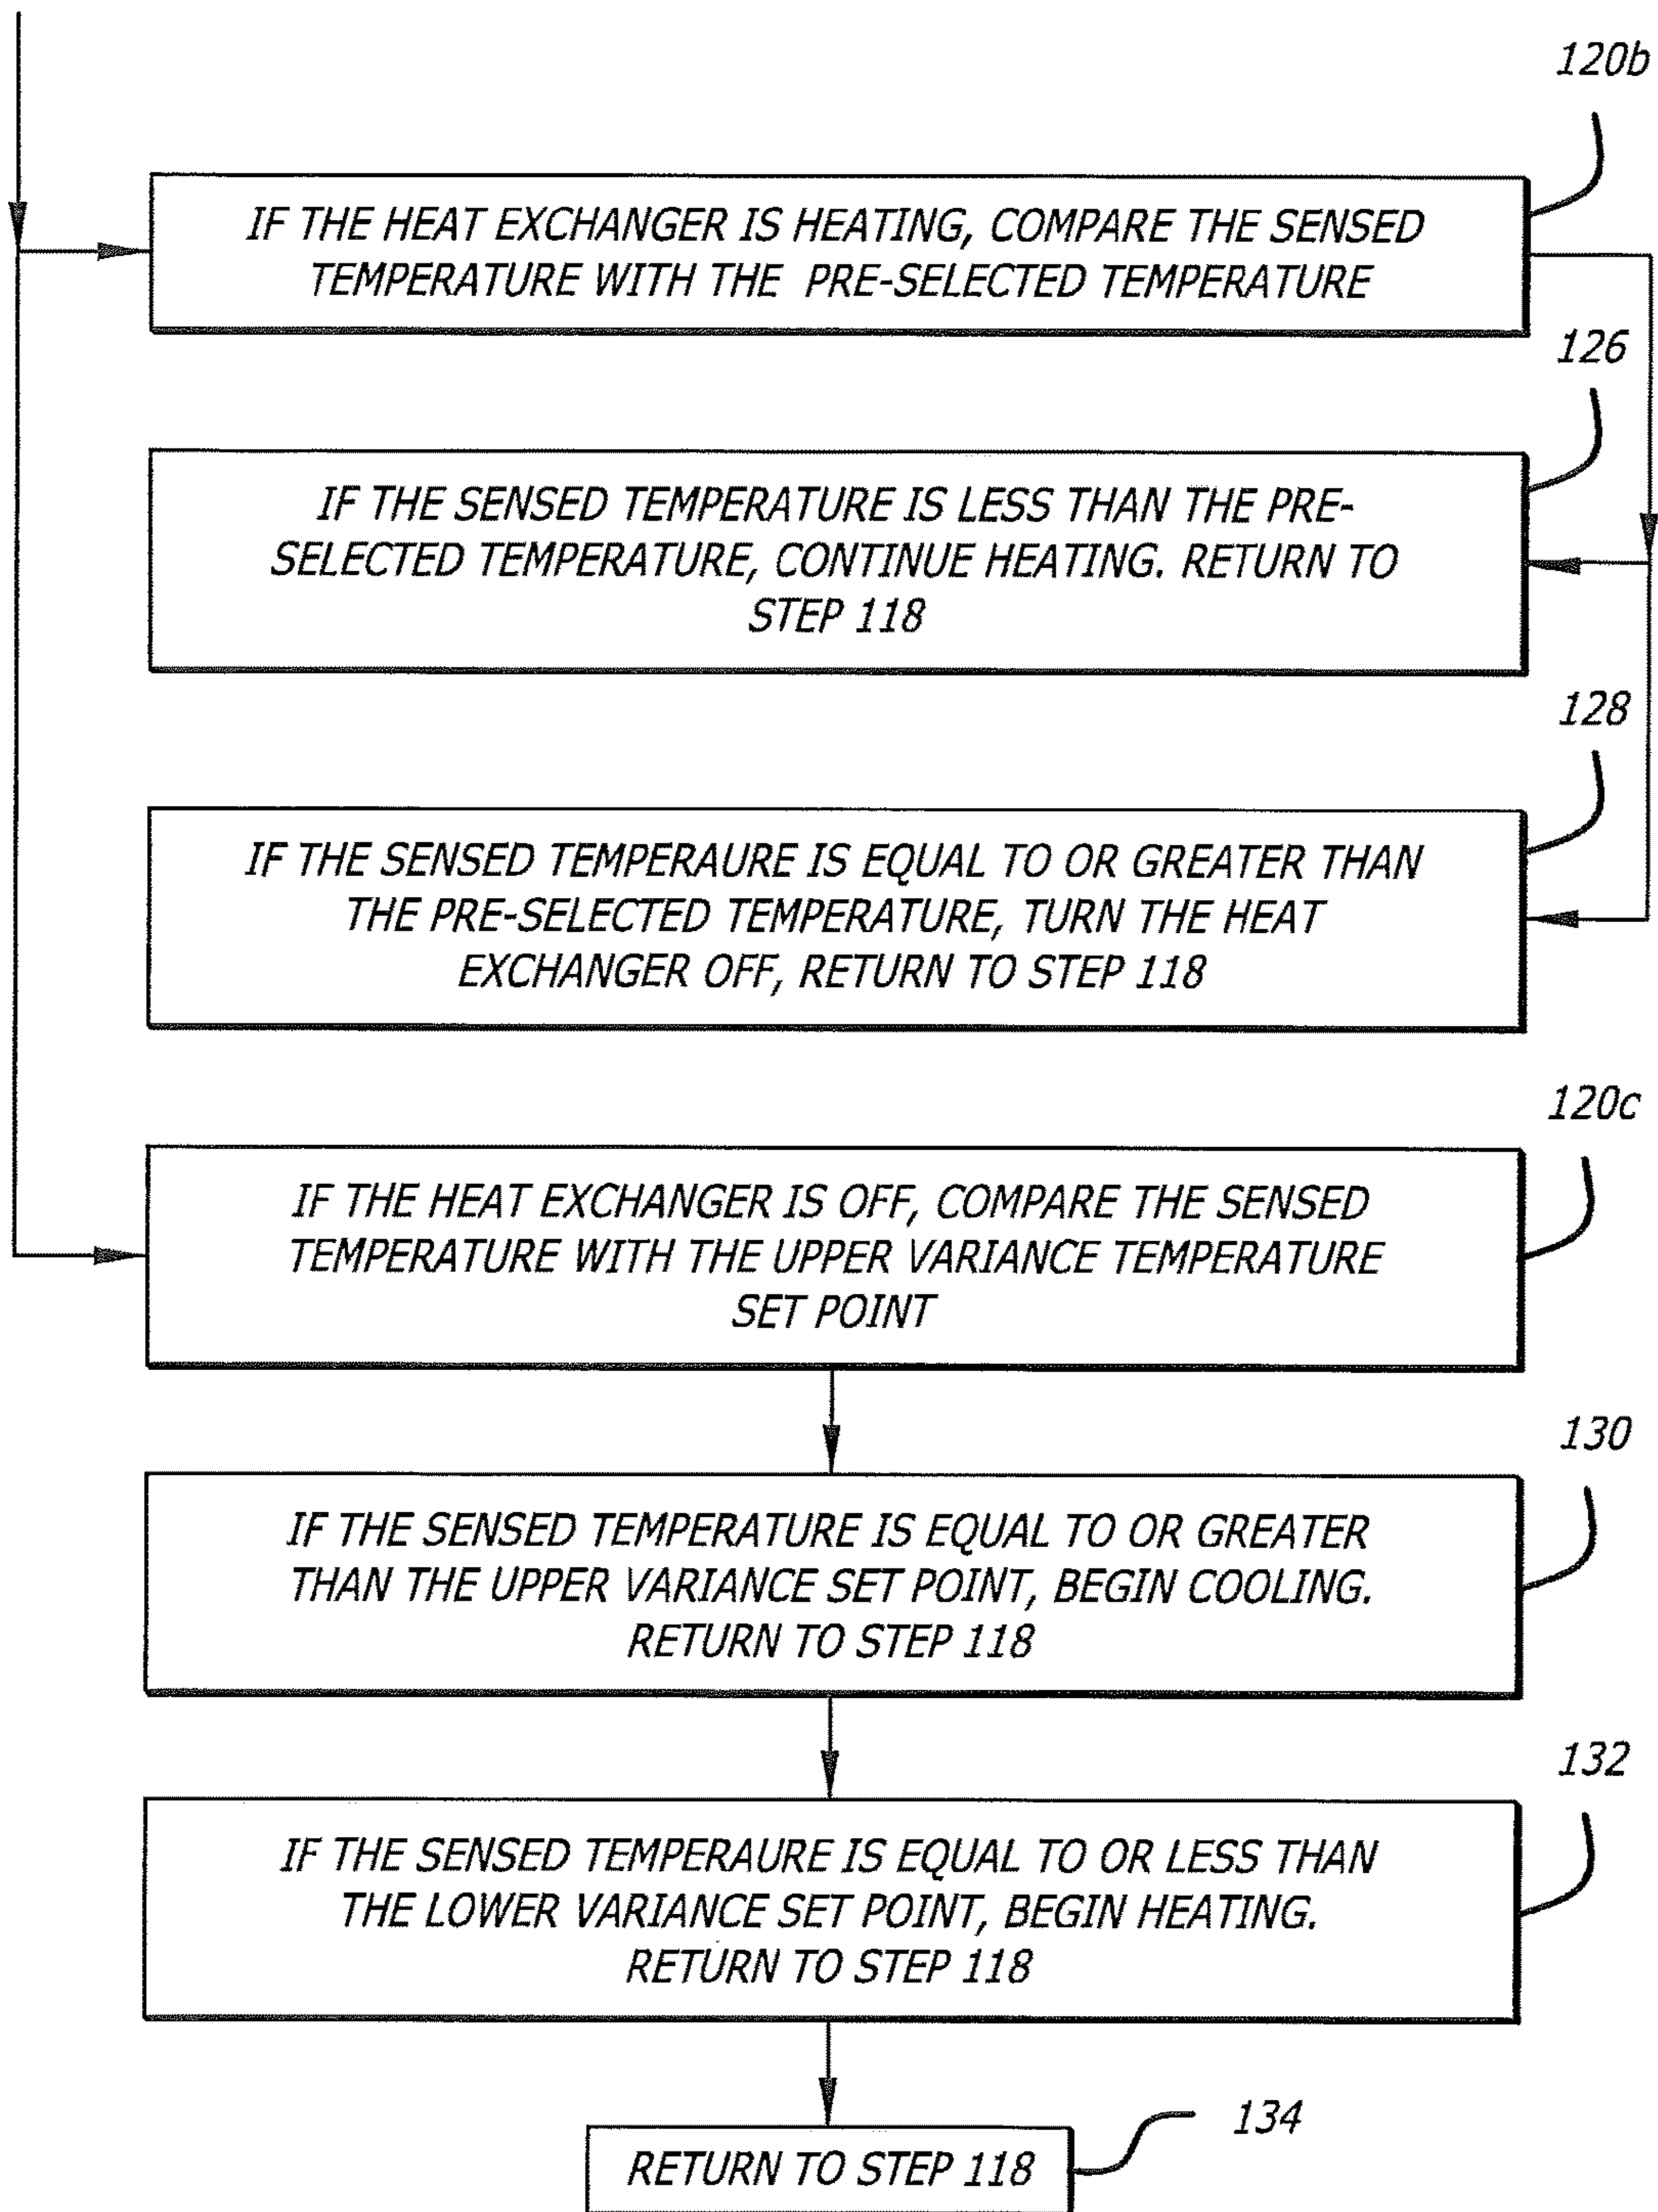 120b
IF THE HEAT EXCHANGER IS HEATING, COMPARE THE SENSED
TEMPERATURE WITH THE PRE-SELECTED TEMPERATURE
126
IF THE SENSED TEMPERATURE IS LESS THAN THE PRE-
SELECTED TEMPERATURE, CONTINUE HEATING. RETURN TO
STEP 118
128
IF THE SENSED TEMPERAURE IS EQUAL TO OR GREATER THAN
THE PRE-SELECTED TEMPERATURE, TURN THE HEAT
EXCHANGER OFF, RETURN TO STEP 118
120c
IF THE HEAT EXCHANGER IS OFF, COMPARE THE SENSED
TEMPERATURE WITH THE UPPER VARIANCE TEMPERATURE
SET POINT
130
IF THE SENSED TEMPERATURE IS EQUAL TO OR GREATER
THAN THE UPPER VARIANCE SET POINT, BEGIN COOLING.
RETURN TO STEP 118
132
IF THE SENSED TEMPERAURE IS EQUAL TO OR LESS THAN
THE LOWER VARIANCE SET POINT, BEGIN HEATING.
RETURN TO STEP 118
134
RETURN TO STEP 118